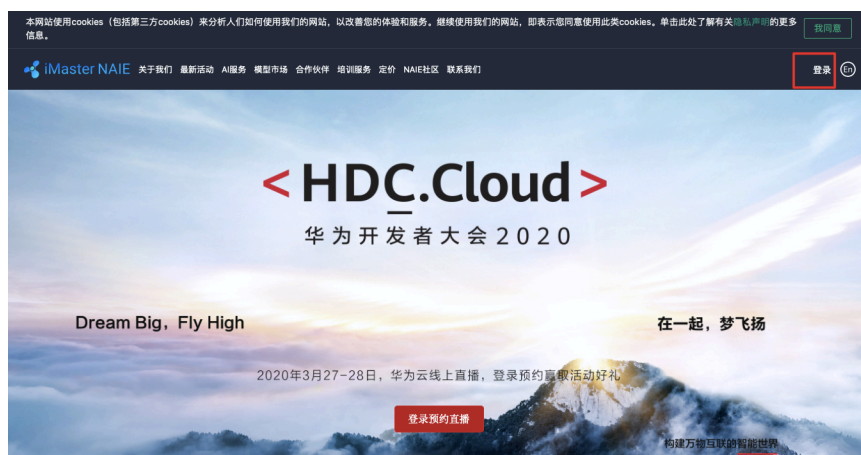 本网站使用cookies（包括第三方cookies）来分析人们如何使用我们的网站，以改善您的体验和服务。继续使用我们的网站，即表示您同意使用此类cookies。单击此处了解有关隐私声明的更多
信息。
我同意
iMaster NAIE 关于我们 最新活动 AI服务 模型市场 合作伙伴 培训服务 定价 NAIE社区 联系我们 登录 En
<HDC.Cloud>
华为开发者大会2020
Dream Big，Fly High 在一起，梦飞扬
2020年3月27-28日，华为云线上直播，登录预约赢取活动好礼
登录预约直播
构建万物互联的智能世界